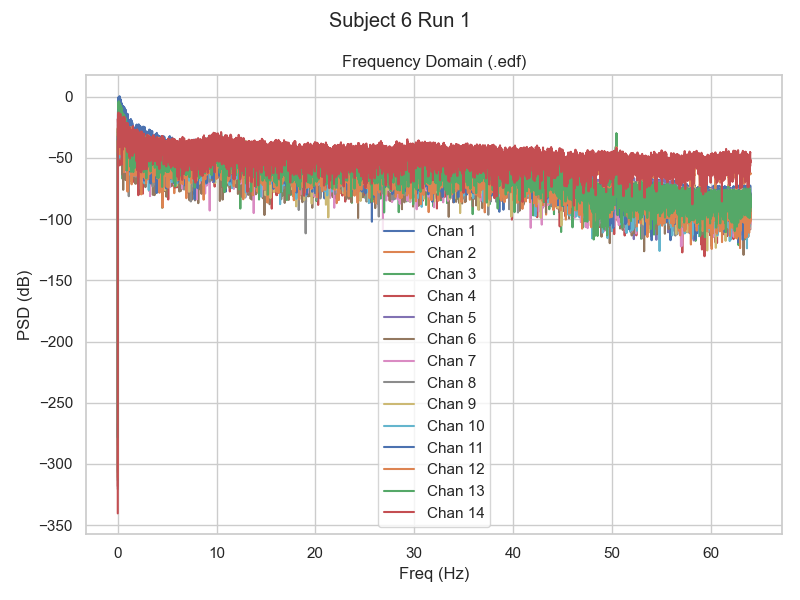 Subject 6 Run 1
Frequency Domain (.edf)
PSD (dB)
0
−50
−100
−150
−200
−250
−300
−350
Chan 1
Chan 2
Chan 3
Chan 4
Chan 5
Chan 6
Chan 7
Chan 8
Chan 9
Chan 10
Chan 11
Chan 12
Chan 13
Chan 14
0 10 20 30 40 50 60
Freq (Hz)